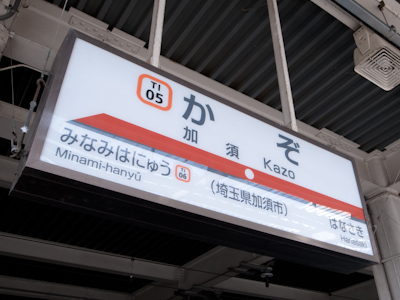 TI
05
かぞ
加須
Kazo
みなみはにゅう
Minami-hanyū
TI
06
(埼玉県加須市)
はなさき
Hanasaki